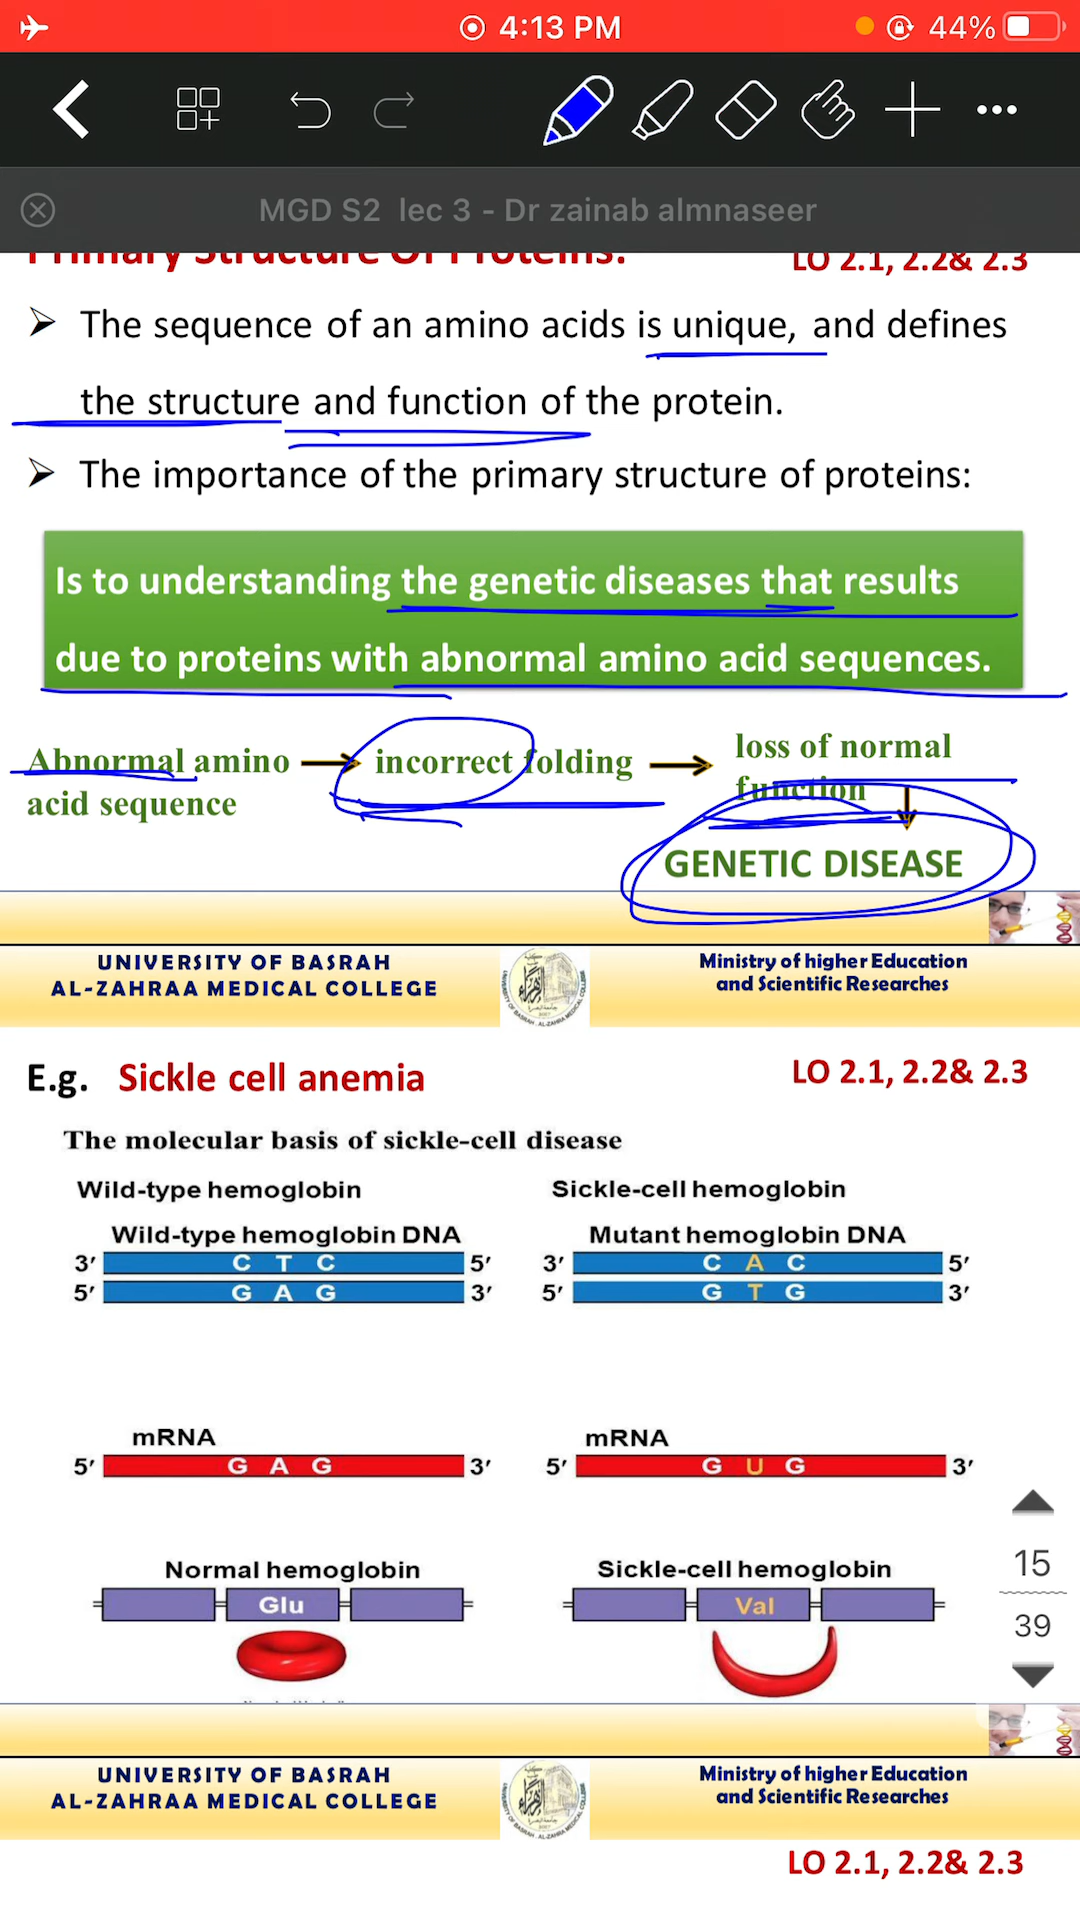 4:13 PM
44%
MGD S2 lec 3 - Dr zainab almnaseer
Primary Structure Of Proteins:
LO 2.1, 2.2& 2.3
➢ The sequence of an amino acids is unique, and defines
the structure and function of the protein.
➢ The importance of the primary structure of proteins:
Is to understanding the genetic diseases that results
due to proteins with abnormal amino acid sequences.
Abnormal amino
acid sequence
incorrect folding
loss of normal
function
GENETIC DISEASE
UNIVERSITY OF BASRAH
AL-ZAHRAA MEDICAL COLLEGE
Ministry of higher Education
and Scientific Researches
E.g. Sickle cell anemia
LO 2.1, 2.2& 2.3
The molecular basis of sickle-cell disease
Wild-type hemoglobin
Sickle-cell hemoglobin
Wild-type hemoglobin DNA
Mutant hemoglobin DNA
3′ C T C 5′
5′ G A G 3′
3′ C A C 5′
5′ G T G 3′
mRNA
5′ G A G 3′
mRNA
5′ G U G 3′
Normal hemoglobin
Glu
Sickle-cell hemoglobin
Val
15
39
UNIVERSITY OF BASRAH
AL-ZAHRAA MEDICAL COLLEGE
Ministry of higher Education
and Scientific Researches
LO 2.1, 2.2& 2.3